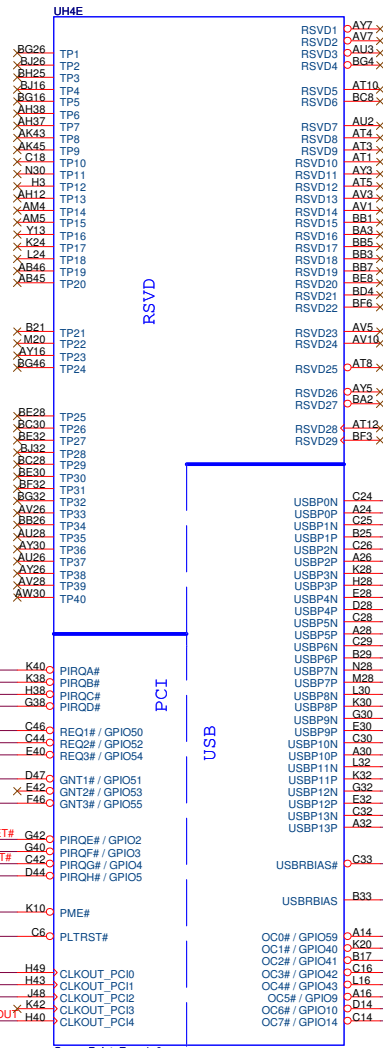 UH4E
BG26 TP1
BJ26 TP2
BH25 TP3
BJ16 TP4
BG16 TP5
AH38 TP6
AH37 TP7
AK43 TP8
AK45 TP9
C18 TP10
N30 TP11
H3 TP12
AH12 TP13
AM4 TP14
AM5 TP15
Y13 TP16
K24 TP17
L24 TP18
AB46 TP19
AB45 TP20
B21 TP21
M20 TP22
AY16 TP23
BG46 TP24
BE28 TP25
BC30 TP26
BE32 TP27
BJ32 TP28
BC28 TP29
BE30 TP30
BF32 TP31
BG32 TP32
AV26 TP33
BB26 TP34
AU28 TP35
AY30 TP36
AU26 TP37
AY26 TP38
AV28 TP39
AW30 TP40
RSVD
RSVD1 AY7
RSVD2 AV7
RSVD3 AU3
RSVD4 BG4
RSVD5 AT10
RSVD6 BC8
RSVD7 AU2
RSVD8 AT4
RSVD9 AT3
RSVD10 AT1
RSVD11 AY3
RSVD12 AT5
RSVD13 AV3
RSVD14 AV1
RSVD15 BB1
RSVD16 BA3
RSVD17 BB5
RSVD18 BB3
RSVD19 BB7
RSVD20 BE8
RSVD21 BD4
RSVD22 BF6
RSVD23 AV5
RSVD24 AV10
RSVD25 AT8
RSVD26 AY5
RSVD27 BA2
RSVD28 AT12
RSVD29 BF3
K40 PIRQA#
K38 PIRQB#
H38 PIRQC#
G38 PIRQD#
C46 REQ1# / GPIO50
C44 REQ2# / GPIO52
E40 REQ3# / GPIO54
D47 GNT1# / GPIO51
E42 GNT2# / GPIO53
F46 GNT3# / GPIO55
G42 PIRQE# / GPIO2
G40 PIRQF# / GPIO3
C42 PIRQG# / GPIO4
D44 PIRQH# / GPIO5
K10 PME#
C6 PLTRST#
H49 CLKOUT_PCI0
H43 CLKOUT_PCI1
J48 CLKOUT_PCI2
K42 CLKOUT_PCI3
H40 CLKOUT_PCI4
PCI
USB
USBP0N C24
USBP0P A24
USBP1N C25
USBP1P B25
USBP2N C26
USBP2P A26
USBP3N K28
USBP3P H28
USBP4N E28
USBP4P D28
USBP5N C28
USBP5P A28
USBP6N C29
USBP6P B29
USBP7N N28
USBP7P M28
USBP8N L30
USBP8P K30
USBP9N G30
USBP9P E30
USBP10N C30
USBP10P A30
USBP11N L32
USBP11P K32
USBP12N G32
USBP12P E32
USBP13N C32
USBP13P A32
USBRBIAS# C33
USBRBIAS B33
OC0# / GPIO59 A14
OC1# / GPIO40 K20
OC2# / GPIO41 B17
OC3# / GPIO42 C16
OC4# / GPIO43 L16
OC5# / GPIO9 A16
OC6# / GPIO10 D14
OC7# / GPIO14 C14